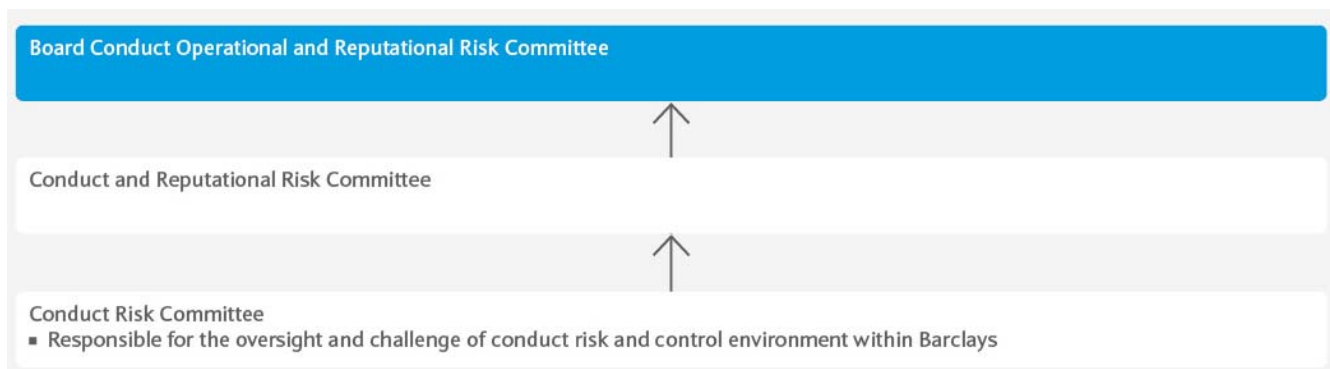 Board Conduct Operational and Reputational Risk Committee
Conduct and Reputational Risk Committee
Conduct Risk Committee
▪ Responsible for the oversight and challenge of conduct risk and control environment within Barclays